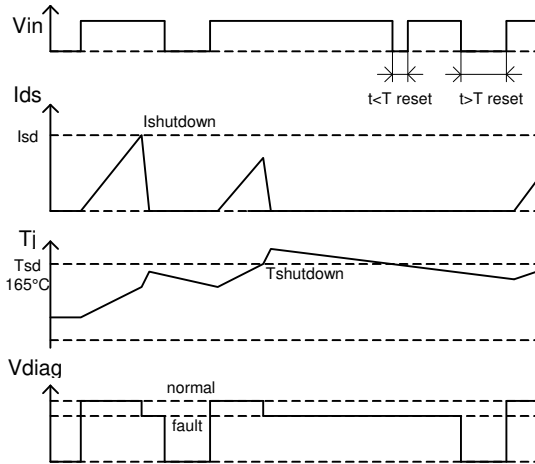 Vin
t<T reset
t>T reset
Ids
Ishutdown
Isd
Tj
Tsd
165°C
Tshutdown
Vdiag
normal
fault